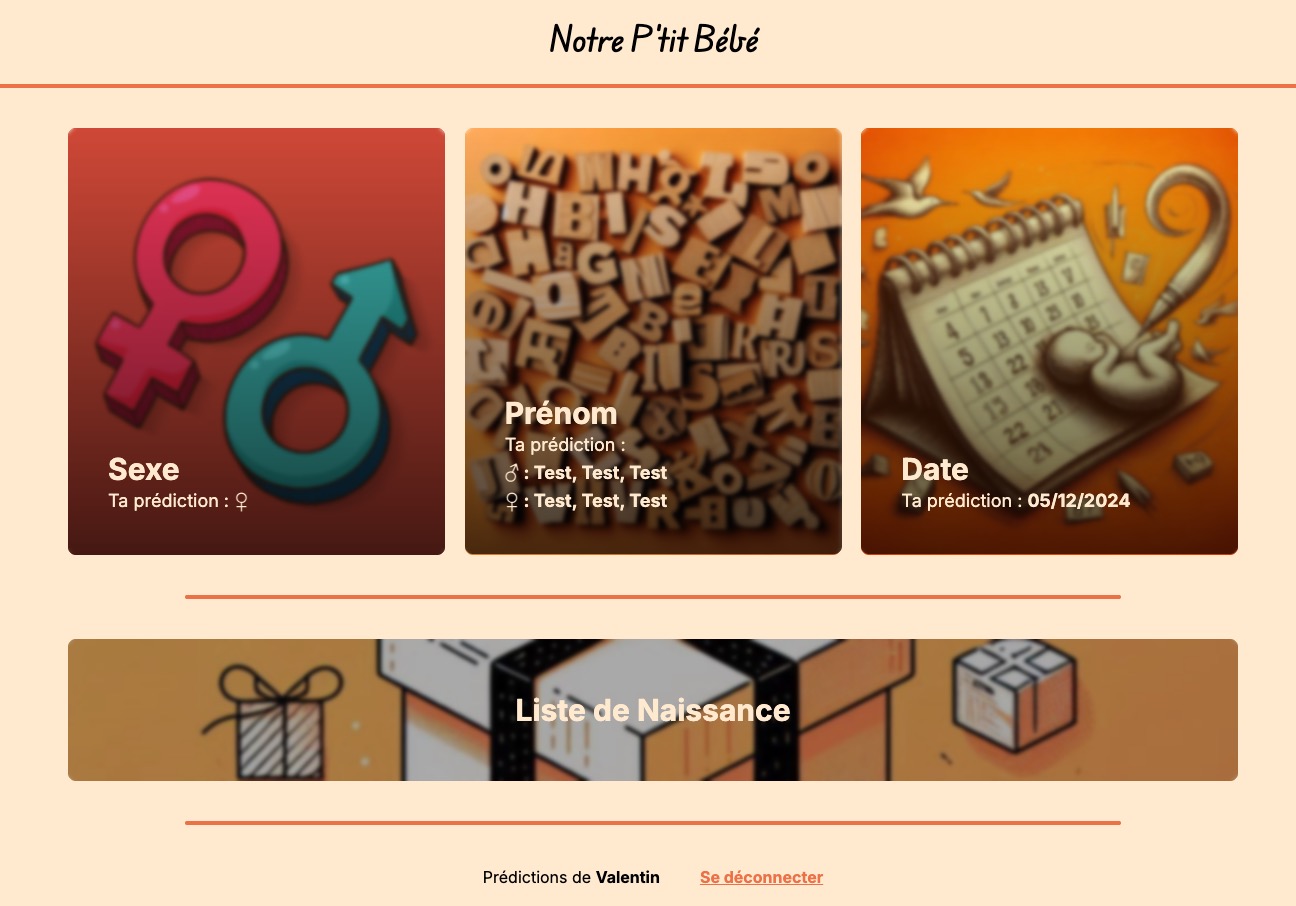 Notre P'tit Bébé
Sexe
Ta prédiction : ♀
Prénom
Ta prédiction :
♂ : Test, Test, Test
♀ : Test, Test, Test
Date
Ta prédiction : 05/12/2024
Liste de Naissance
Prédictions de Valentin
Se déconnecter